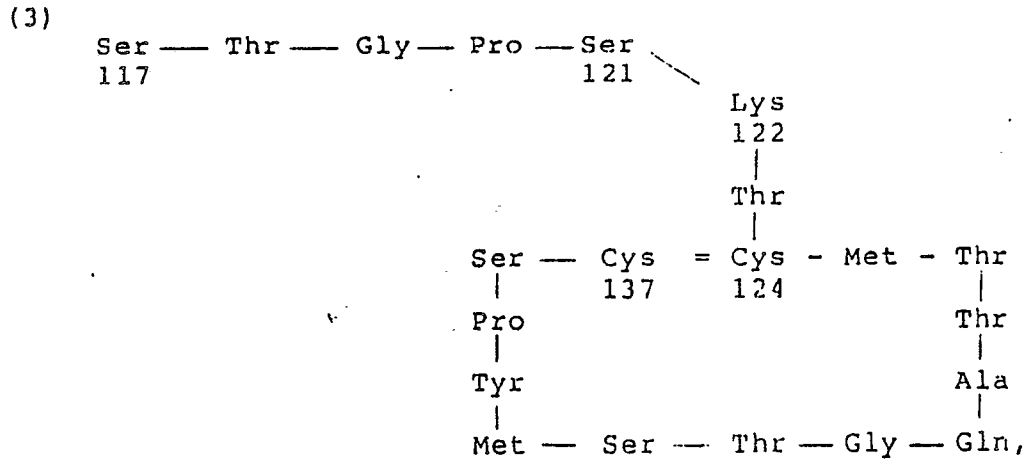 (3)
Ser — Thr — Gly — Pro — Ser
117 121
Lys
122
Thr
Ser — Cys = Cys - Met - Thr
137 124
Pro Thr
Tyr Ala
Met — Ser — Thr — Gly — Gln,